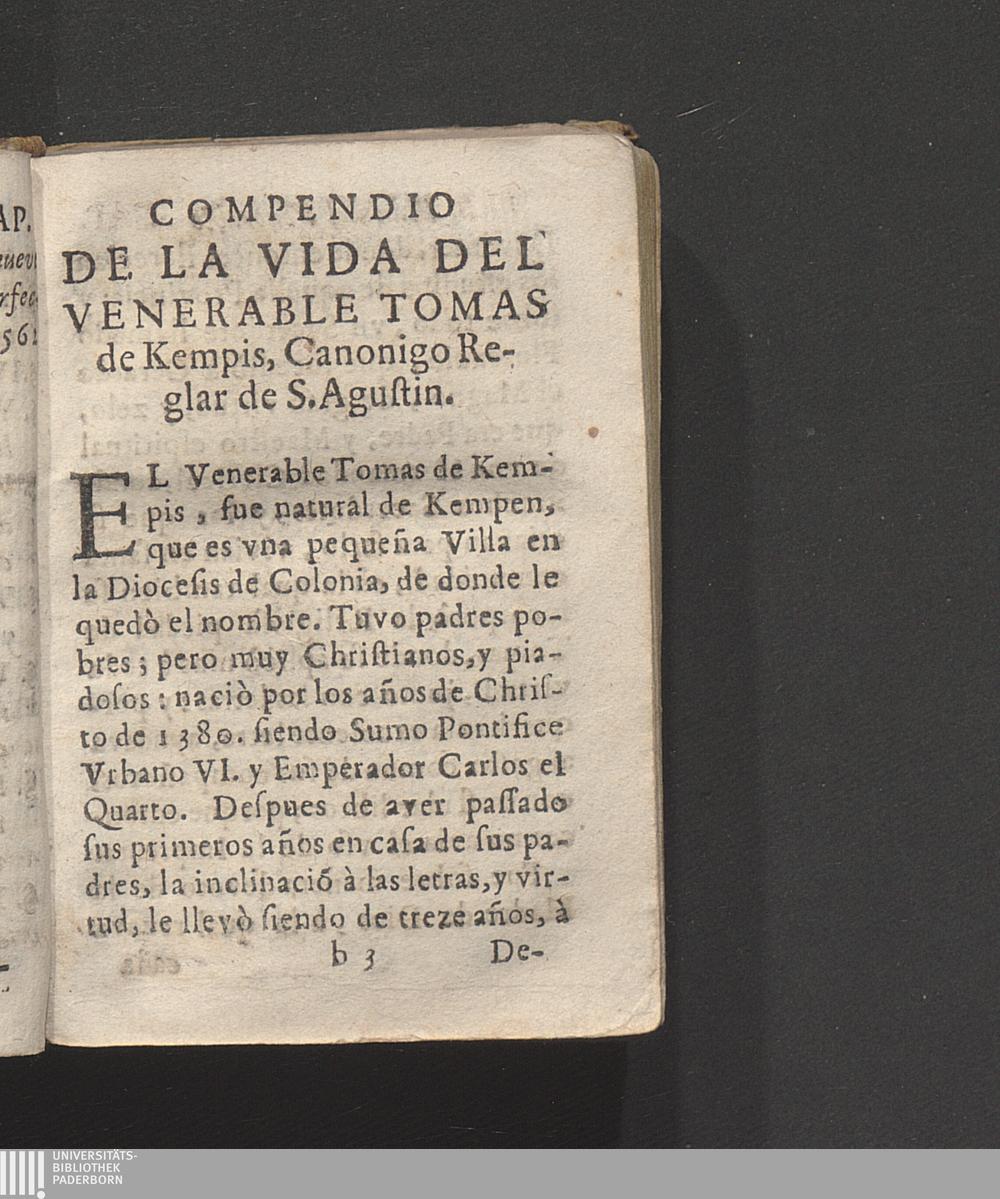 COMPENDIO
DE LA VIDA DEL
VENERABLE TOMAS
de Kempis, Canonigo Re-
glar de S. Aguſtin.
EL Venerable Tomas de Kem-
pis, fue natural de Kempen,
que es vna pequeña Villa en
la Dioceſis de Colonia, de donde le
quedò el nombre. Tuvo padres po-
bres; pero muy Chriſtianos, y pia-
doſos: naciò por los años de Chriſ-
to de 1380. ſiendo Sumo Pontifice
Vrbano VI. y Emperador Carlos el
Quarto. Deſpues de aver paſſado
ſus primeros años en caſa de ſus pa-
dres, la inclinació à las letras, y vir-
tud, le llevò ſiendo de treze años, à
b 3 De-
AP.
UNIVERSITÄTS-
BIBLIOTHEK
PADERBORN